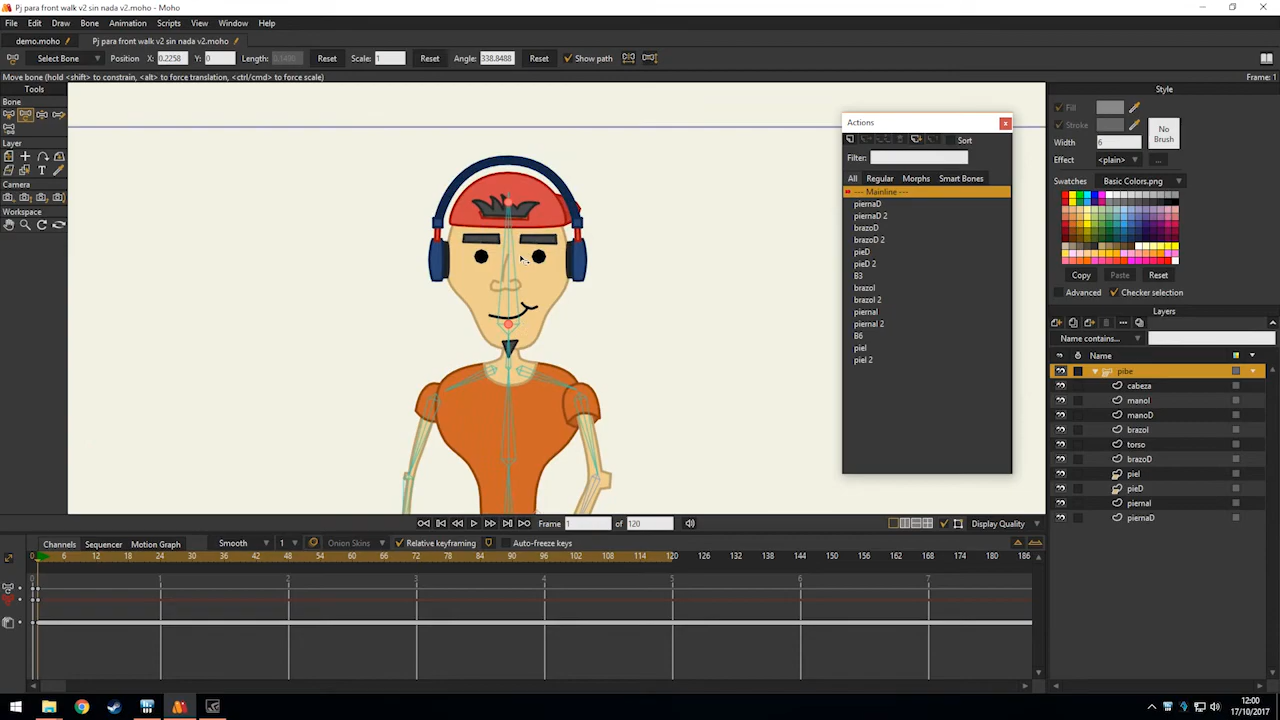 Pj para front walk v2 sin nada v2.moho - Moho
File Edit Draw Bone Animation Scripts View Window Help
demo.moho Pj para front walk v2 sin nada v2.moho
Select Bone Position X: 0.2258 Y: 0 Length: Reset Scale: 1 Reset Angle: 338.8488 Reset Show path
Move bone (hold <shift> to constrain, <alt> to force translation, <ctrl/cmd> to force scale) Frame: 1
Tools
Bone
Layer
Camera
Workspace
Actions
Sort
Filter:
All Regular Morphs Smart Bones
--- Mainline ---
piernaD
piernaD 2
brazoD
brazoD 2
pieD
pieD 2
B3
brazoI
brazoI 2
piernaI
piernaI 2
B6
pieI
pieI 2
Style
Fill
Stroke
No Brush
Width 6
Effect <plain> ...
Swatches Basic Colors.png
Copy Paste Reset
Advanced Checker selection
Layers
Name contains...
Name
pibe
cabeza
manoI
manoD
brazoI
torso
brazoD
pieI
pieD
piernaI
piernaD
Frame 1 of 120 Display Quality
Channels Sequencer Motion Graph Smooth 1 Onion Skins Relative keyframing Auto-freeze keys
0 6 12 18 24 30 36 42 48 54 60 66 72 78 84 90 96 102 108 114 120 126 132 138 144 150 156 162 168 174 180 186
0 1 2 3 4 5 6 7
12:00
17/10/2017